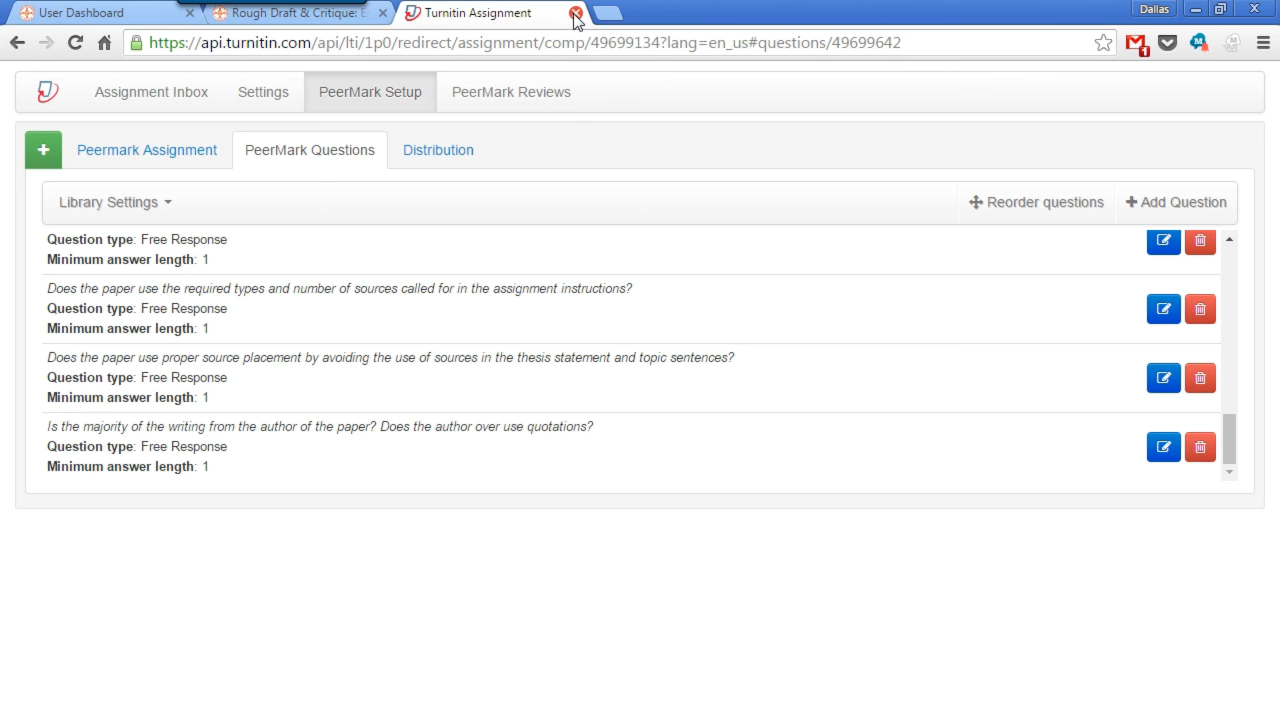 User Dashboard
Rough Draft & Critique:
Turnitin Assignment
Dallas
https://api.turnitin.com/api/lti/1p0/redirect/assignment/comp/49699134?lang=en_us#questions/49699642
1
Assignment Inbox
Settings
PeerMark Setup
PeerMark Reviews
Peermark Assignment
PeerMark Questions
Distribution
Library Settings
Reorder questions
Add Question
Question type: Free Response
Minimum answer length: 1
Does the paper use the required types and number of sources called for in the assignment instructions?
Question type: Free Response
Minimum answer length: 1
Does the paper use proper source placement by avoiding the use of sources in the thesis statement and topic sentences?
Question type: Free Response
Minimum answer length: 1
Is the majority of the writing from the author of the paper? Does the author over use quotations?
Question type: Free Response
Minimum answer length: 1